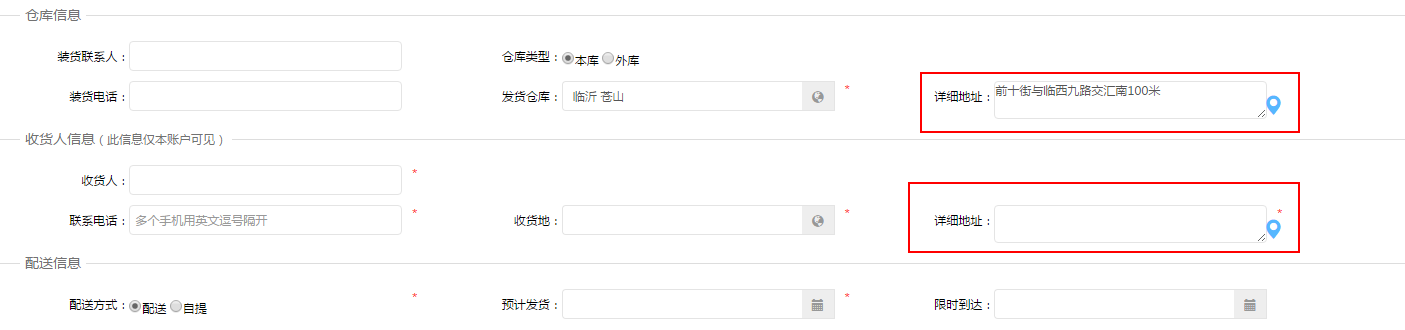 仓库信息
装货联系人： 仓库类型： 本库 外库
装货电话： 发货仓库： 临沂 苍山 * 详细地址： 前十街与临西九路交汇南100米
收货人信息（此信息仅本账户可见）
收货人： *
联系电话： 多个手机用英文逗号隔开 * 收货地： * 详细地址： *
配送信息
配送方式： 配送 自提 * 预计发货： * 限时到达：